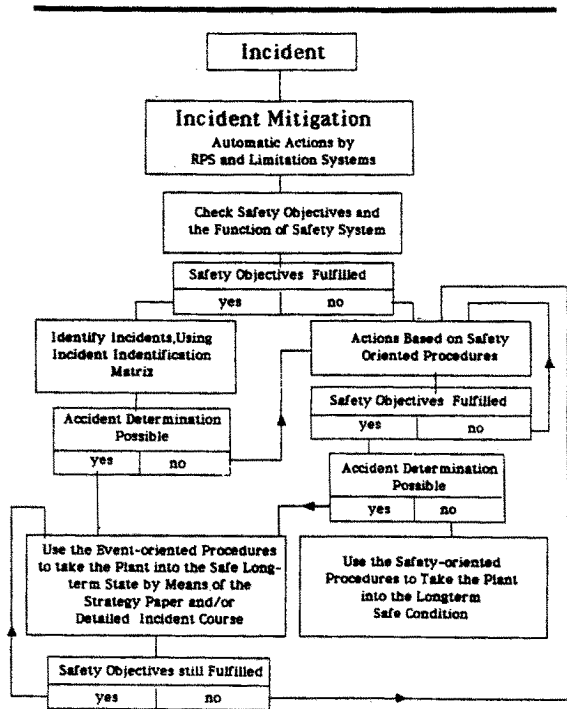 Incident
Incident Mitigation
Automatic Actions by
RPS and Limitation Systems
Check Safety Objectives and
the Function of Safety System
Safety Objectives Fulfilled
yes
no
Identify Incidents,Using
Incident Indentification
Matrix
Actions Based on Safety
Oriented Procedures
Accident Determination
Possible
yes
no
Safety Objectives Fulfilled
yes
no
Accident Determination
Possible
yes
no
Use the Event-oriented Procedures
to take the Plant into the Safe Long-
term State by Means of the
Strategy Paper and/or
Detailed Incident Course
Use the Safety-oriented
Procedures to Take the Plant
into the Longterm
Safe Condition
Safety Objectives still Fulfilled
yes
no